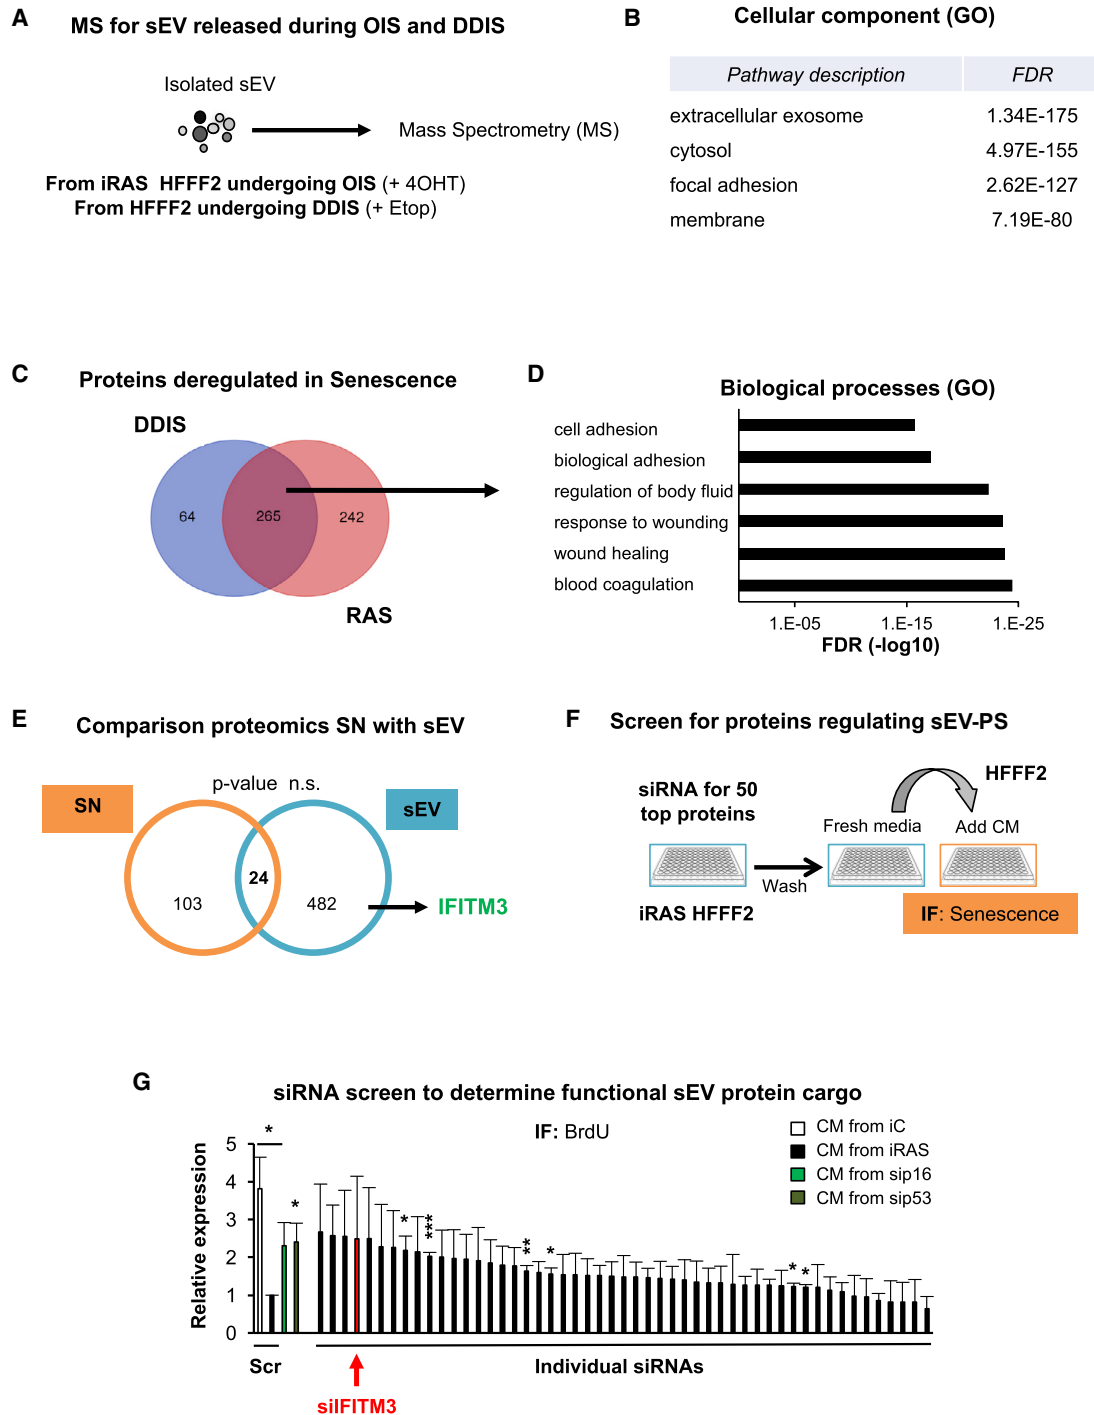 A
MS for sEV released during OIS and DDIS
Isolated sEV
Mass Spectrometry (MS)
From iRAS HFFF2 undergoing OIS (+ 4OHT)
From HFFF2 undergoing DDIS (+ Etop)
B
Cellular component (GO)
Pathway description FDR
extracellular exosome 1.34E-175
cytosol 4.97E-155
focal adhesion 2.62E-127
membrane 7.19E-80
C
Proteins deregulated in Senescence
DDIS
64 265 242
RAS
D
Biological processes (GO)
cell adhesion
biological adhesion
regulation of body fluid
response to wounding
wound healing
blood coagulation
1.E-05 1.E-15 1.E-25
FDR (-log10)
E
Comparison proteomics SN with sEV
p-value n.s.
SN
sEV
103 24 482
IFITM3
F
Screen for proteins regulating sEV-PS
siRNA for 50
top proteins
HFFF2
Fresh media Add CM
Wash
iRAS HFFF2
IF: Senescence
G
siRNA screen to determine functional sEV protein cargo
IF: BrdU
CM from iC
CM from iRAS
CM from sip16
CM from sip53
Relative expression
5
4
3
2
1
0
*
*
*
***
**
*
*
*
Scr
Individual siRNAs
siIFITM3